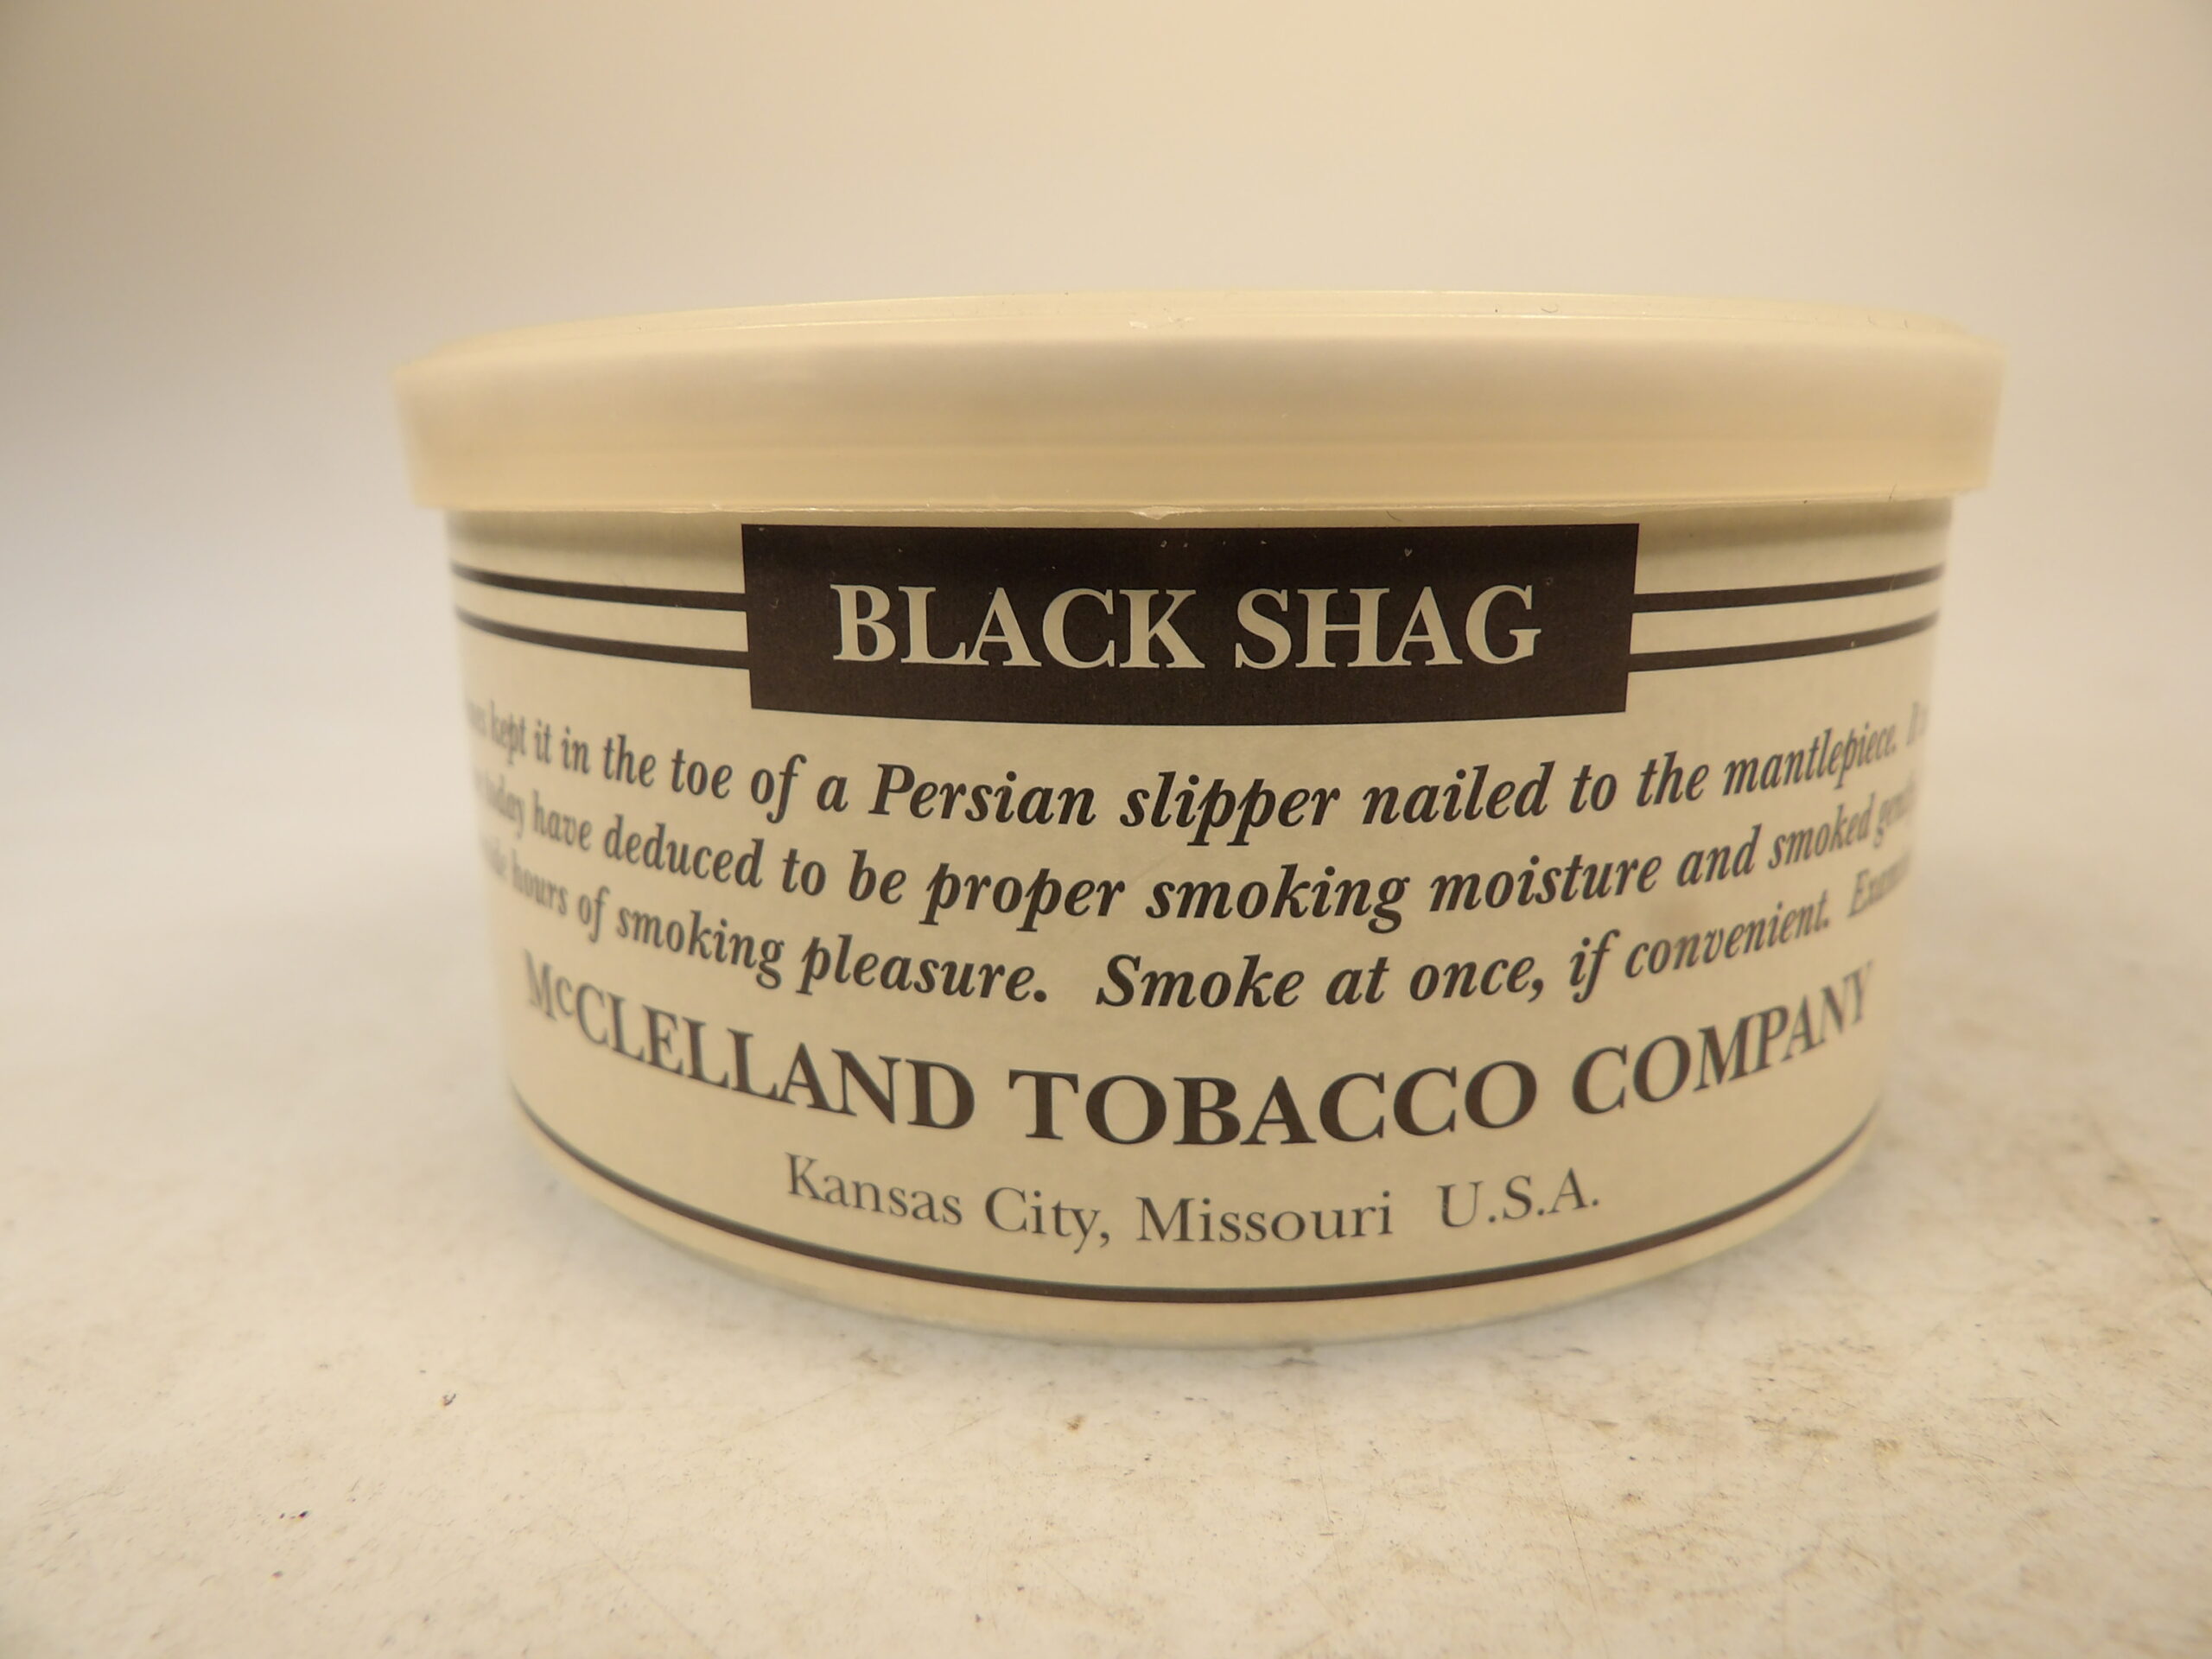 BLACK SHAG
kept it in the toe of a Persian slipper nailed to the mantlepiece.
today have deduced to be proper smoking moisture and smoked
hours of smoking pleasure. Smoke at once, if convenient.
McCLELLAND TOBACCO COMPANY
Kansas City, Missouri U.S.A.